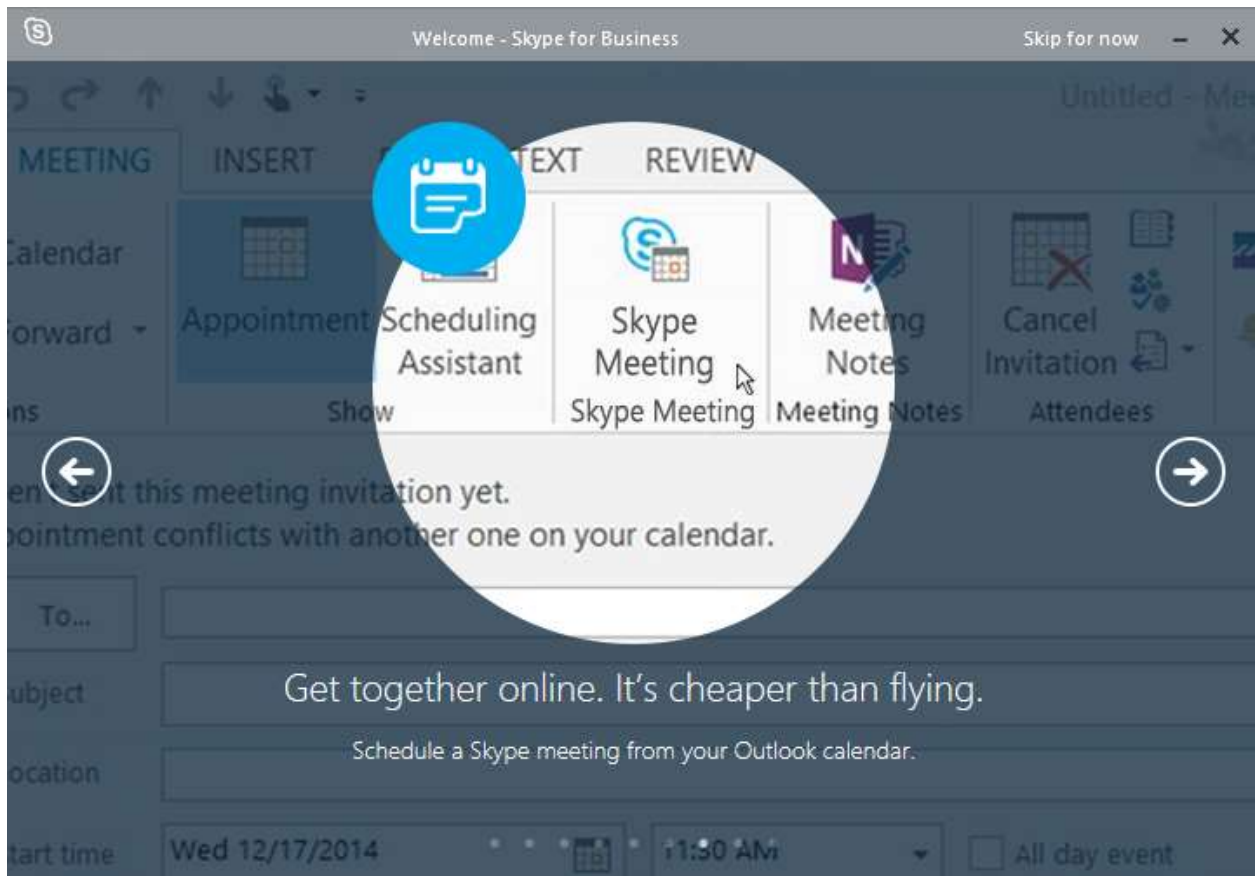 Welcome - Skype for Business
Skip for now
Untitled - Mee
MEETING
INSERT
TEXT
REVIEW
Calendar
Forward
Appointment
Scheduling
Assistant
Skype
Meeting
Meeting
Notes
Cancel
Invitation
ons
Show
Skype Meeting
Meeting Notes
Attendees
sent this meeting invitation yet.
pointment conflicts with another one on your calendar.
To...
ubject
Get together online. It's cheaper than flying.
Schedule a Skype meeting from your Outlook calendar.
ocation
tart time
Wed 12/17/2014
11:30 AM
All day event